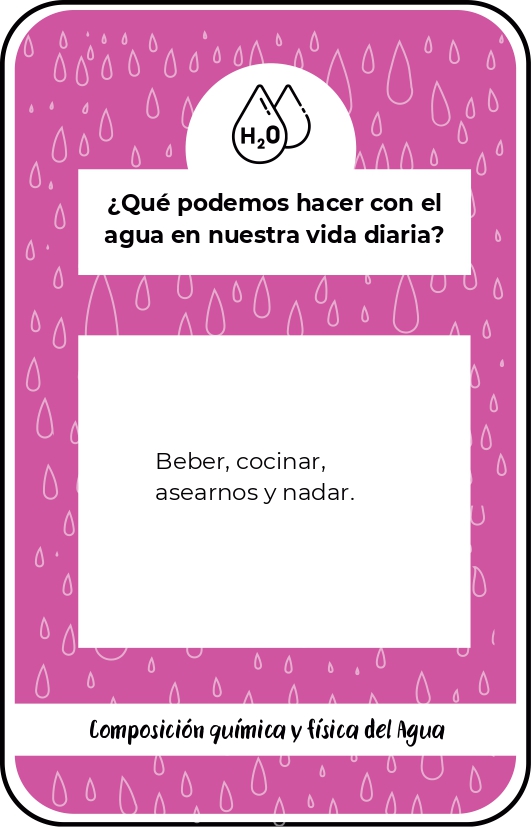 H₂O
¿Qué podemos hacer con el
agua en nuestra vida diaria?
Beber, cocinar,
asearnos y nadar.
Composición química y física del Agua